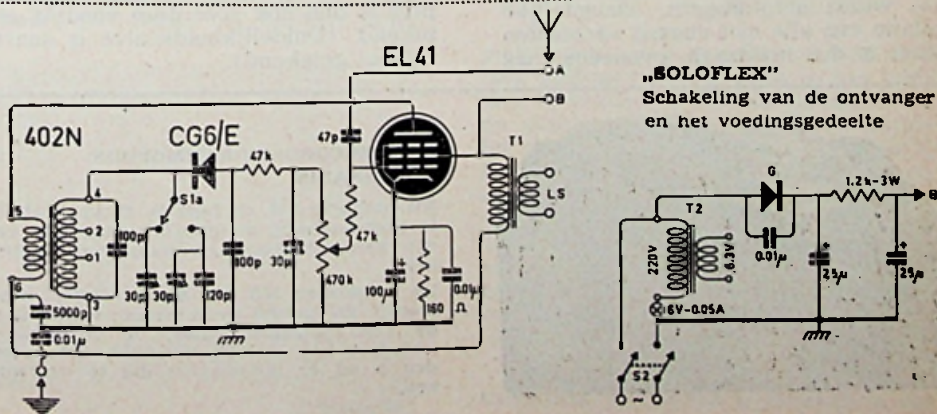 EL41
A
B
„SOLOFLEX"
Schakeling van de ontvanger
en het voedingsgedeelte
402N
CG6/E
47p
T1
LS
47k
S1a
5
4
2
1
3
6
100p
30p
30p
120p
100p
30µ
470k
47k
100µ
160
0.01µ
Ω
5000p
0.01µ
G
1.2k-3W
B
T2
220V
6.3V
0.01µ
25µ
25µ
6V-0.05A
S2
~